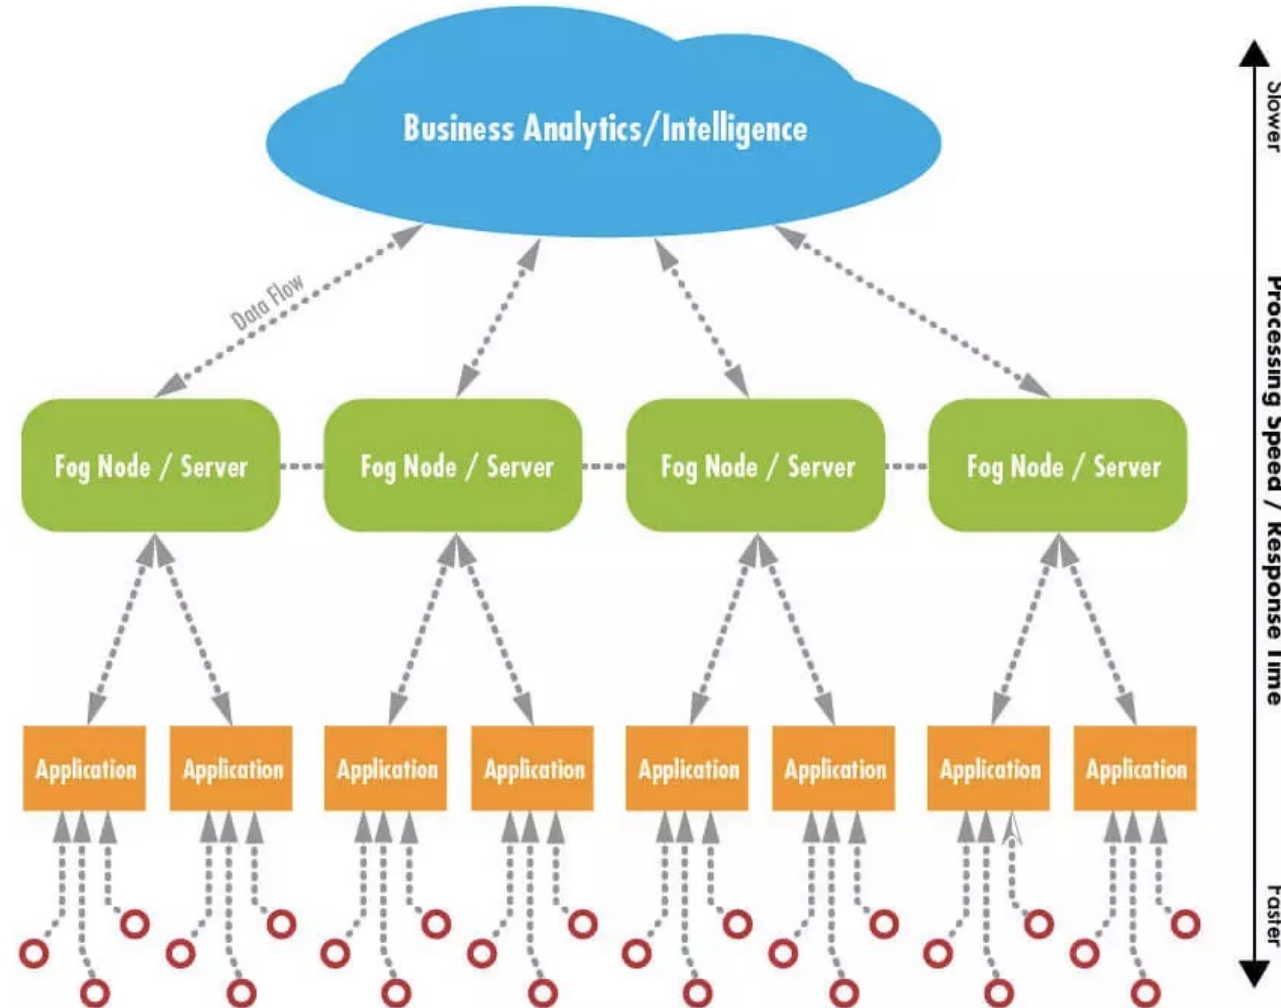 Business Analytics/Intelligence
Slower
Data Flow
Processing Speed / Response Time
Fog Node / Server
Fog Node / Server
Fog Node / Server
Fog Node / Server
Application
Application
Application
Application
Application
Application
Application
Application
Faster